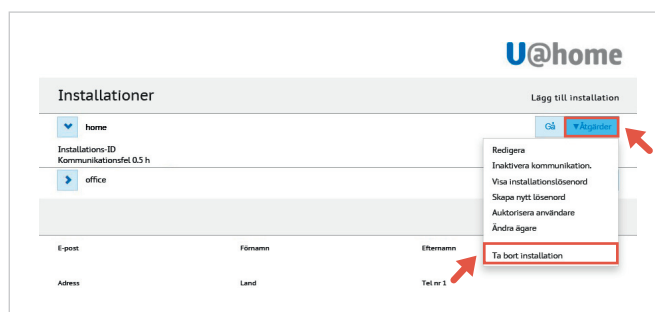 U@home
Installationer
Lägg till installation
home
Gå ▼Åtgärder
Installations-ID
Kommunikationsfel 0.5 h
office
Redigera
Inaktivera kommunikation.
Visa installationslösenord
Skapa nytt lösenord
Auktorisera användare
Ändra ägare
Ta bort installation
E-post Förnamn Efternamn
Adress Land Tel nr 1